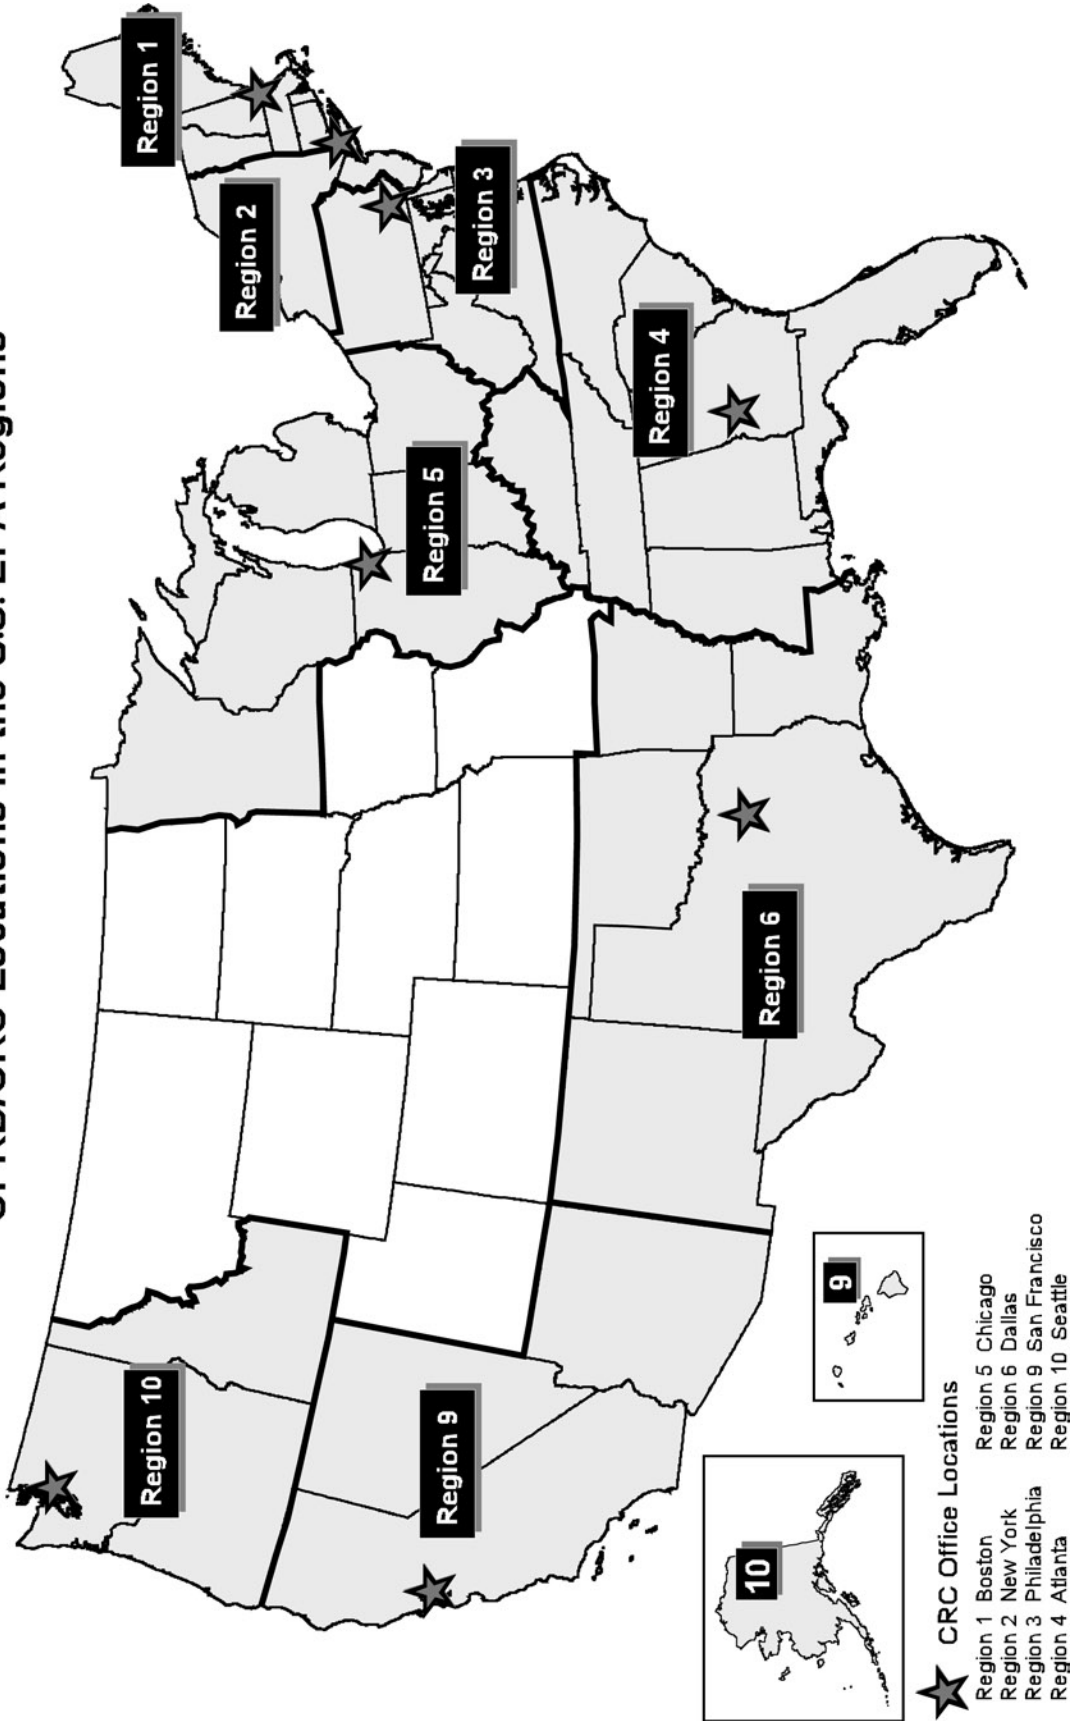 Region 1
Region 2
Region 3
Region 4
Region 5
Region 6
Region 9
Region 10
9
10
CRC Office Locations
Region 1 Boston
Region 2 New York
Region 3 Philadelphia
Region 4 Atlanta
Region 5 Chicago
Region 6 Dallas
Region 9 San Francisco
Region 10 Seattle